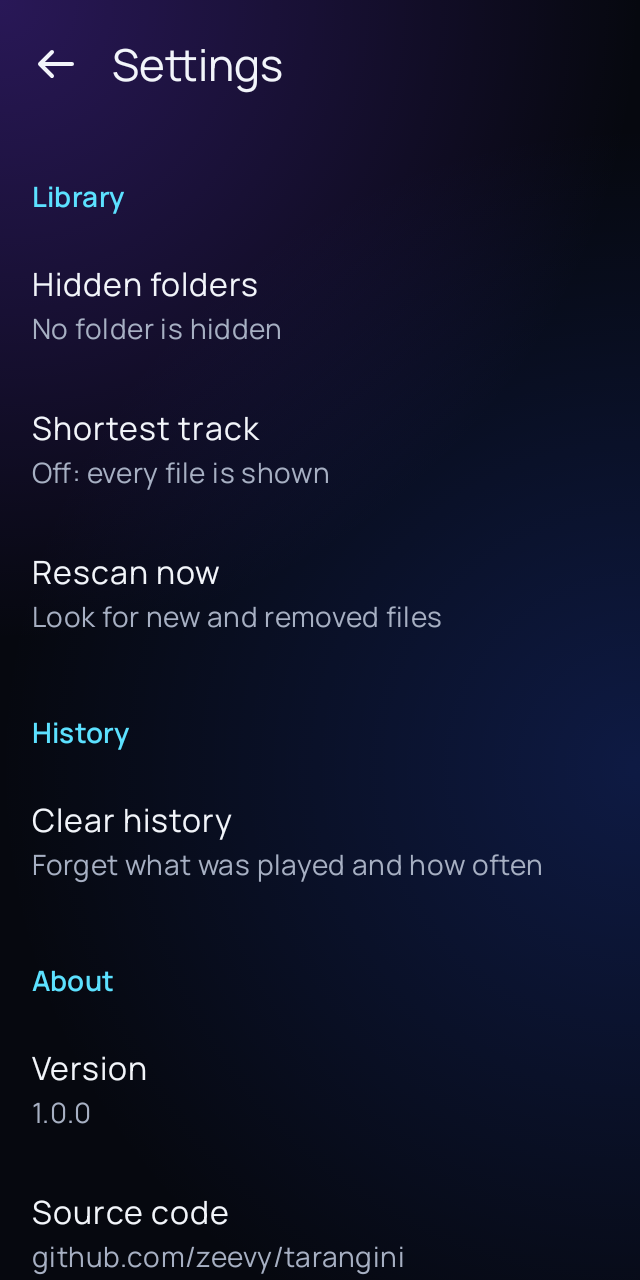 Settings
Library
Hidden folders
No folder is hidden
Shortest track
Off: every file is shown
Rescan now
Look for new and removed files
History
Clear history
Forget what was played and how often
About
Version
1.0.0
Source code
github.com/zeevy/tarangini